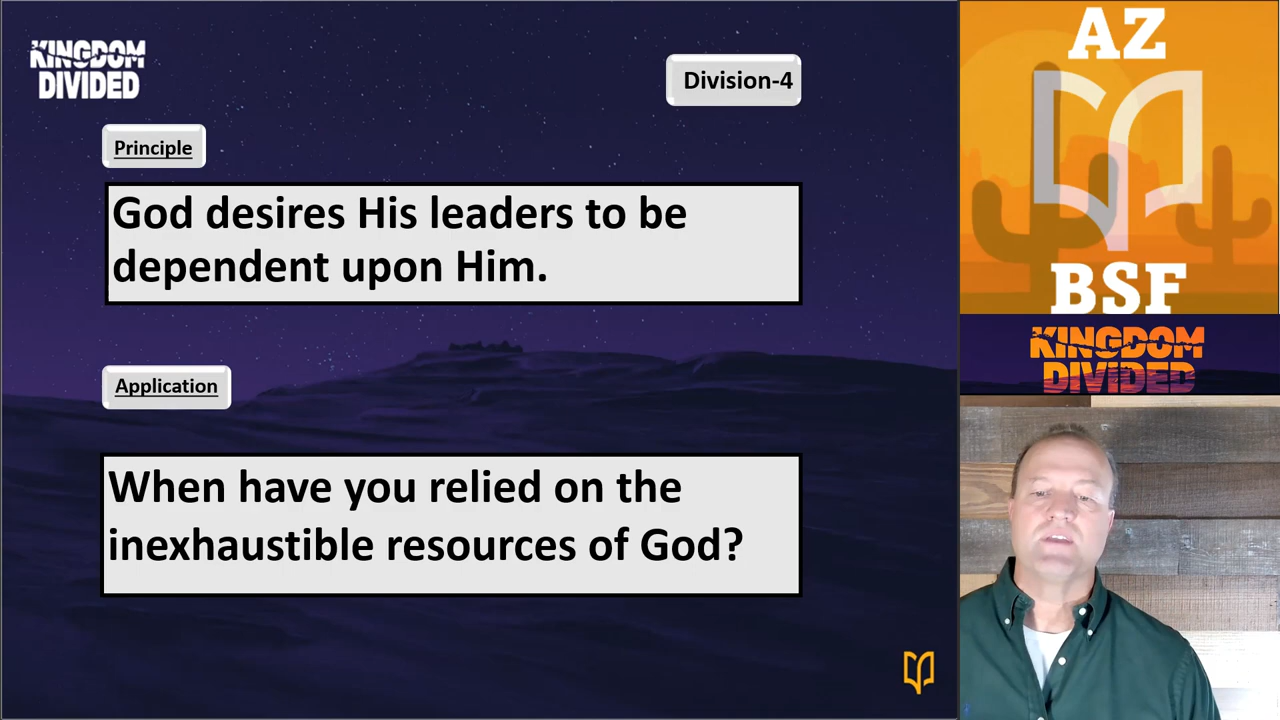 KINGDOM
DIVIDED
Division-4
Principle
God desires His leaders to be
dependent upon Him.
Application
When have you relied on the
inexhaustible resources of God?
AZ
BSF
KINGDOM
DIVIDED